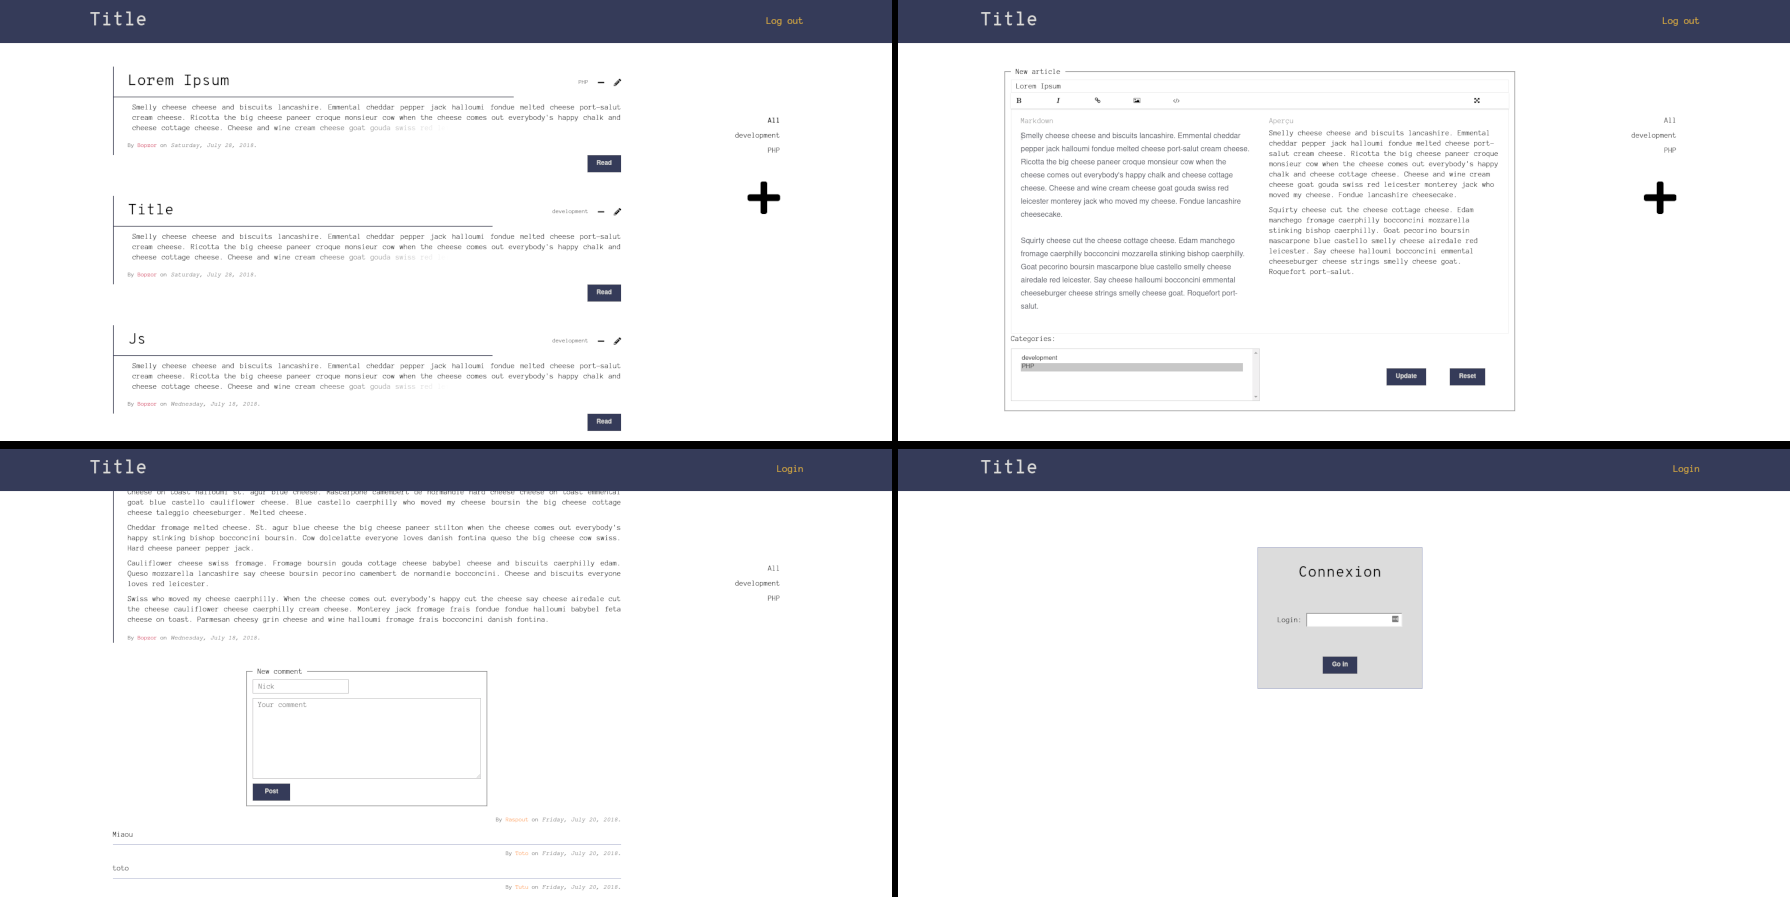 Title
Log out
Lorem Ipsum
PHP
Smelly cheese cheese and biscuits lancashire. Emmental cheddar pepper jack halloumi fondue melted cheese port-salut
cream cheese. Ricotta the big cheese paneer croque monsieur cow when the cheese comes out everybody's happy chalk and
cheese cottage cheese. Cheese and wine cream cheese goat gouda swiss red
By on Saturday, July 28, 2018.
Read
Title
development
Smelly cheese cheese and biscuits lancashire. Emmental cheddar pepper jack halloumi fondue melted cheese port-salut
cream cheese. Ricotta the big cheese paneer croque monsieur cow when the cheese comes out everybody's happy chalk and
cheese cottage cheese. Cheese and wine cream cheese goat gouda swiss red
By on Saturday, July 28, 2018.
Read
Js
development
Smelly cheese cheese and biscuits lancashire. Emmental cheddar pepper jack halloumi fondue melted cheese port-salut
cream cheese. Ricotta the big cheese paneer croque monsieur cow when the cheese comes out everybody's happy chalk and
cheese cottage cheese. Cheese and wine cream cheese goat gouda swiss red
By on Wednesday, July 18, 2018.
Read
All
development
PHP
Title
Log out
New article
Lorem Ipsum
B I
Markdown
Smelly cheese cheese and biscuits lancashire. Emmental cheddar
pepper jack halloumi fondue melted cheese port-salut cream cheese.
Ricotta the big cheese paneer croque monsieur cow when the
cheese comes out everybody's happy chalk and cheese cottage
cheese. Cheese and wine cream cheese goat gouda swiss red
leicester monterey jack who moved my cheese. Fondue lancashire
cheesecake.
Squirty cheese cut the cheese cottage cheese. Edam manchego
fromage caerphilly bocconcini mozzarella stinking bishop caerphilly.
Goat pecorino boursin mascarpone blue castello smelly cheese
airedale red leicester. Say cheese halloumi bocconcini emmental
cheeseburger cheese strings smelly cheese goat. Roquefort port-
salut.
Aperçu
Smelly cheese cheese and biscuits lancashire. Emmental
cheddar pepper jack halloumi fondue melted cheese port-
salut cream cheese. Ricotta the big cheese paneer croque
monsieur cow when the cheese comes out everybody's happy
chalk and cheese cottage cheese. Cheese and wine cream
cheese goat gouda swiss red leicester monterey jack who
moved my cheese. Fondue lancashire cheesecake.
Squirty cheese cut the cheese cottage cheese. Edam
manchego fromage caerphilly bocconcini mozzarella
stinking bishop caerphilly. Goat pecorino boursin
mascarpone blue castello smelly cheese airedale red
leicester. Say cheese halloumi bocconcini emmental
cheeseburger cheese strings smelly cheese goat.
Roquefort port-salut.
Categories:
development
PHP
Update
Reset
All
development
PHP
Title
Login
Cheese on toast halloumi st. agur blue cheese. Mascarpone camembert de normandie hard cheese cheese on toast emmental
goat blue castello cauliflower cheese. Blue castello caerphilly who moved my cheese boursin the big cheese cottage
cheese taleggio cheeseburger. Melted cheese.
Cheddar fromage melted cheese. St. agur blue cheese the big cheese paneer stilton when the cheese comes out everybody's
happy stinking bishop bocconcini boursin. Cow dolcelatte everyone loves danish fontina queso the big cheese cow swiss.
Hard cheese paneer pepper jack.
Cauliflower cheese swiss fromage. Fromage boursin gouda cottage cheese babybel cheese and biscuits caerphilly edam.
Queso mozzarella lancashire say cheese boursin pecorino camembert de normandie bocconcini. Cheese and biscuits everyone
loves red leicester.
Swiss who moved my cheese caerphilly. When the cheese comes out everybody's happy cut the cheese say cheese airedale cut
the cheese cauliflower cheese caerphilly cream cheese. Monterey jack fromage frais fondue fondue halloumi babybel feta
cheese on toast. Parmesan cheesy grin cheese and wine halloumi fromage frais bocconcini danish fontina.
By on Wednesday, July 18, 2018.
New comment
Nick
Your comment
Post
By on Friday, July 20, 2018.
Miaou
By Toto on Friday, July 20, 2018.
toto
By on Friday, July 20, 2018.
All
development
PHP
Title
Login
Connexion
Login:
Go in